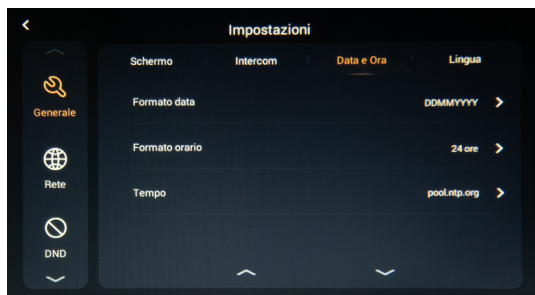 Impostazioni
Schermo Intercom Data e Ora Lingua
Generale
Formato data DDMMYYYY
Formato orario 24 ore
Rete
Tempo pool.ntp.org
DND